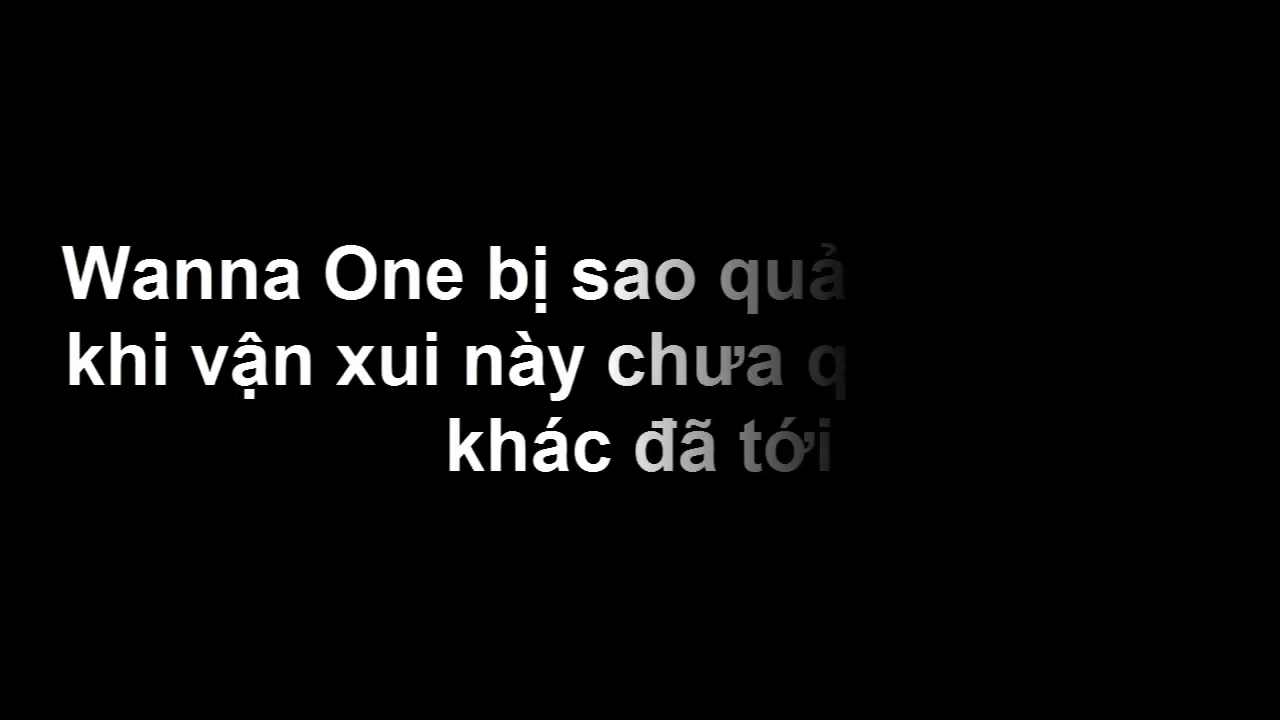 Wanna One bị sao quả
khi vận xui này chưa
khác đã tới